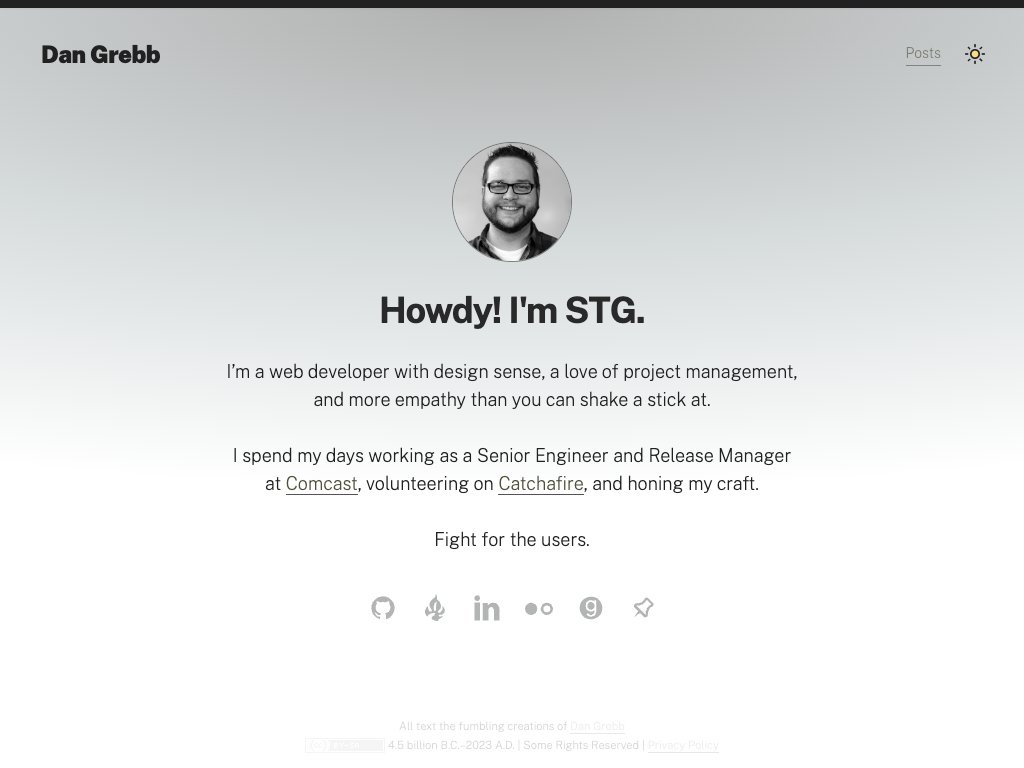 Dan Grebb
Posts
Howdy! I'm STG.
I’m a web developer with design sense, a love of project management,
and more empathy than you can shake a stick at.
I spend my days working as a Senior Engineer and Release Manager
at Comcast, volunteering on Catchafire, and honing my craft.
Fight for the users.
in
All text the fumbling creations of Dan Grebb
4.5 billion B.C.–2023 A.D. | Some Rights Reserved | Privacy Policy